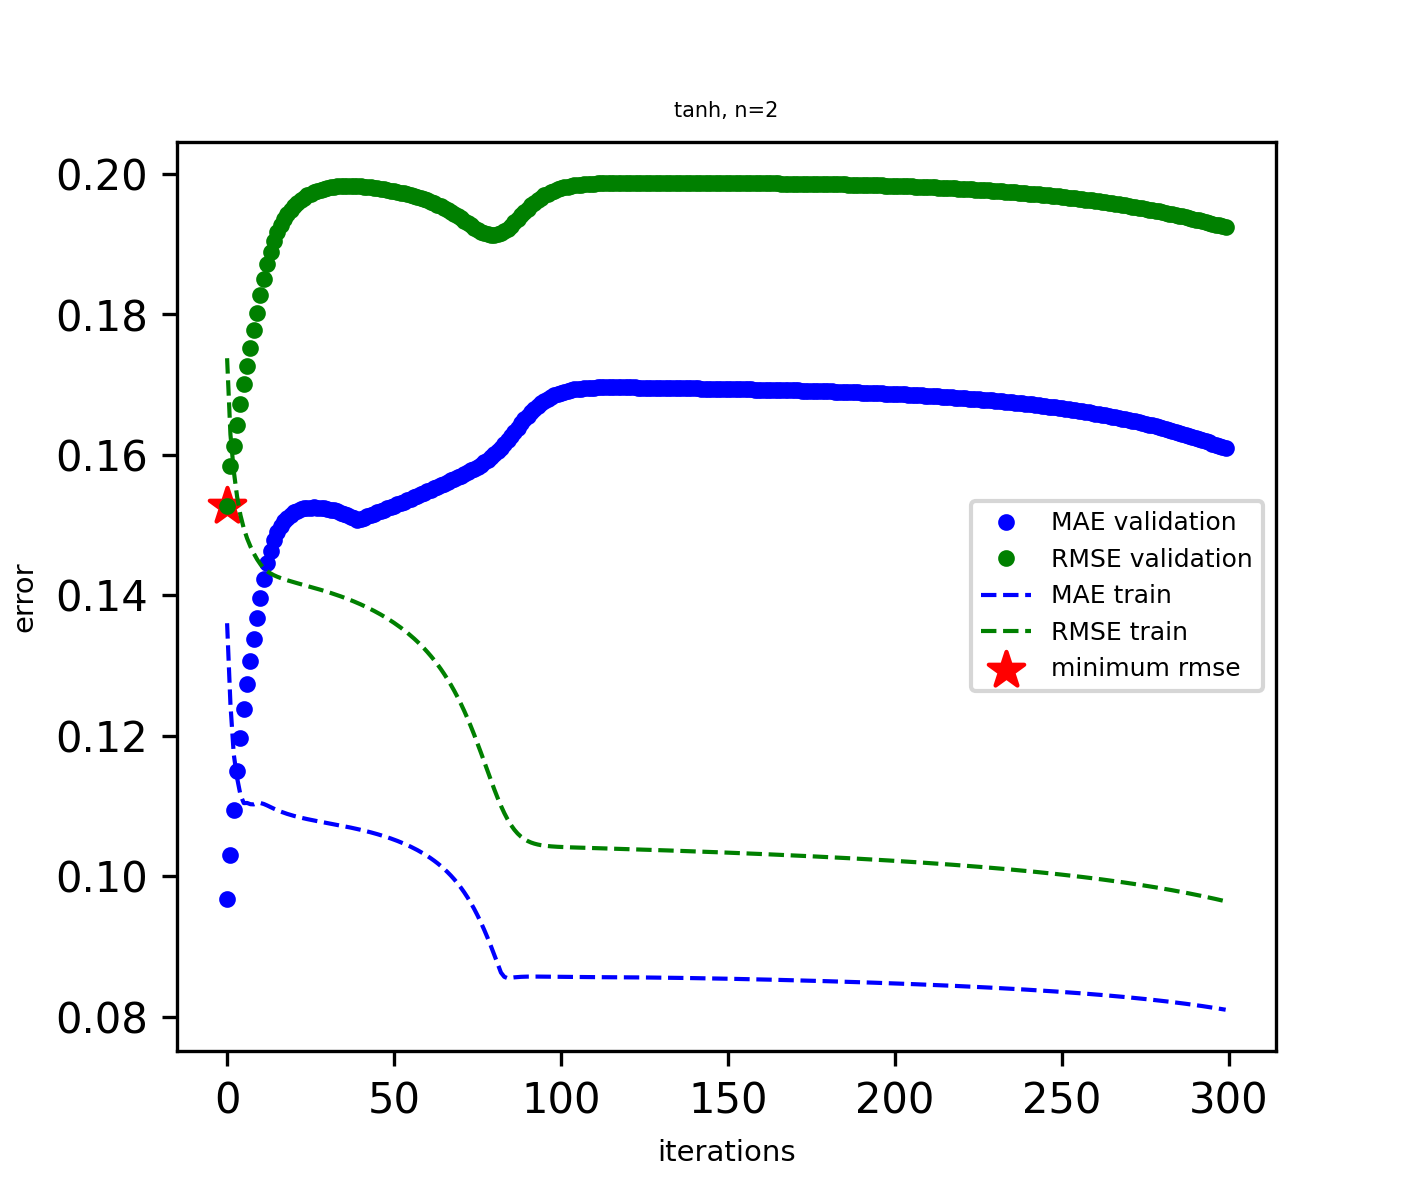 tanh, n=2
error
0.20
0.18
0.16
0.14
0.12
0.10
0.08
MAE validation
RMSE validation
MAE train
RMSE train
minimum rmse
0 50 100 150 200 250 300
iterations